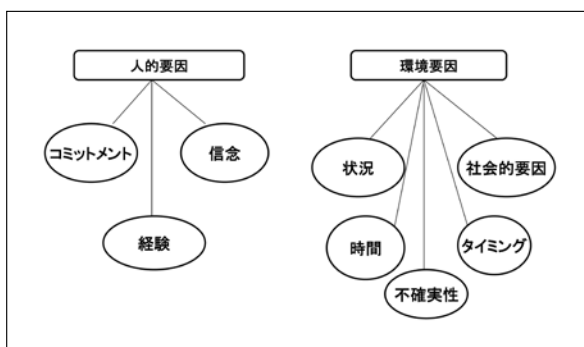 人的要因
環境要因
コミットメント
信念
経験
状況
社会的要因
時間
タイミング
不確実性